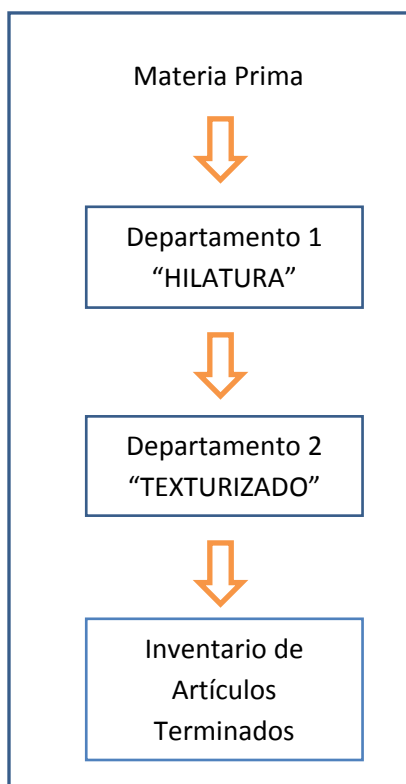 Materia Prima
Departamento 1
“HILATURA”
Departamento 2
“TEXTURIZADO”
Inventario de
Artículos
Terminados